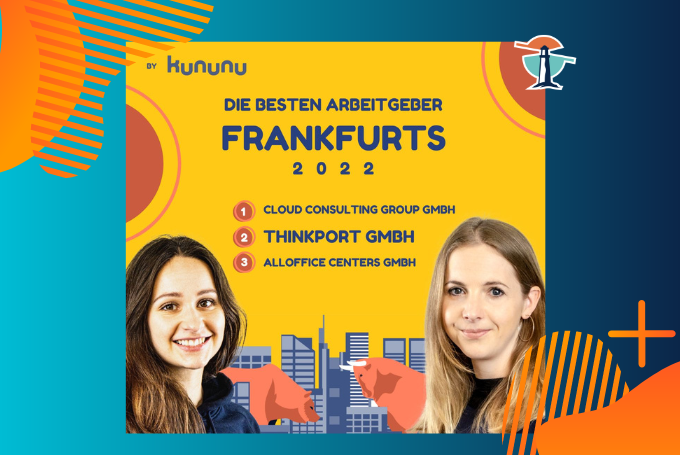 BY kununu
DIE BESTEN ARBEITGEBER
FRANKFURTS
2022
1 CLOUD CONSULTING GROUP GMBH
2 THINKPORT GMBH
3 ALLOFFICE CENTERS GMBH